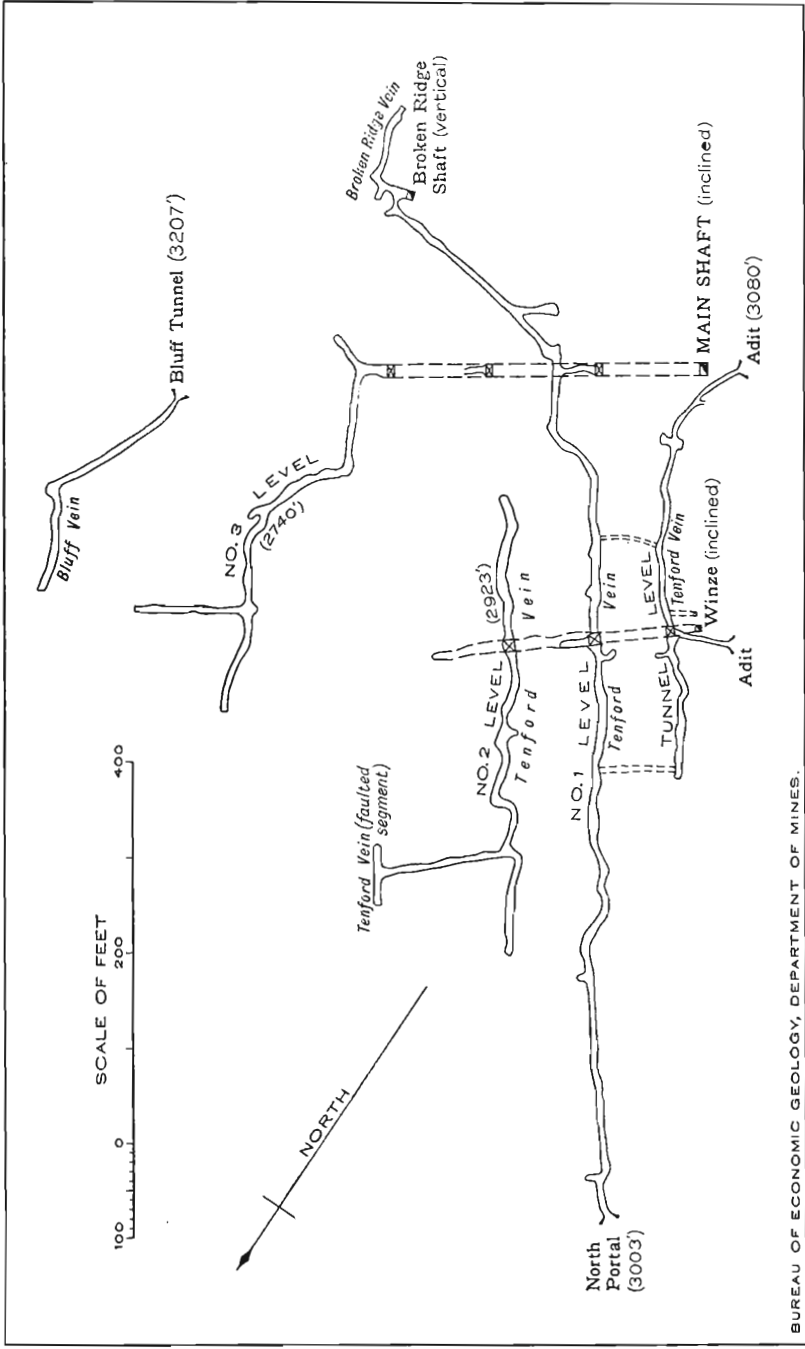 SCALE OF FEET
100 0 200 400
NORTH
Bluff Vein
Bluff Tunnel (3207')
NO. 3 LEVEL
(2740')
Broken Ridge Vein
Broken Ridge
Shaft (vertical)
Tenford Vein (faulted
segment)
NO. 2 LEVEL (2923')
Tenford Vein
NO. 1 LEVEL
Tenford Vein
North
Portal
(3003')
TUNNEL LEVEL
Tenford Vein
Winze (inclined)
Adit
MAIN SHAFT (inclined)
Adit (3080')
BUREAU OF ECONOMIC GEOLOGY, DEPARTMENT OF MINES.